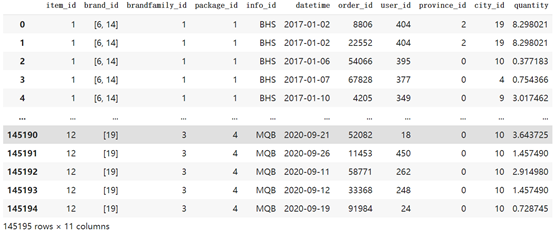 item_id brand_id brandfamily_id package_id info_id datetime order_id user_id province_id city_id quantity
0 1 [6, 14] 1 1 BHS 2017-01-02 8806 404 2 19 8.298021
1 1 [6, 14] 1 1 BHS 2017-01-02 22552 404 2 19 8.298021
2 1 [6, 14] 1 1 BHS 2017-01-06 54066 395 0 10 0.377183
3 1 [6, 14] 1 1 BHS 2017-01-07 67828 377 0 4 0.754366
4 1 [6, 14] 1 1 BHS 2017-01-10 4205 349 0 9 3.017462
... ... ... ... ... ... ... ... ... ... ... ...
145190 12 [19] 3 4 MQB 2020-09-21 52082 18 0 10 3.643725
145191 12 [19] 3 4 MQB 2020-09-26 11453 450 0 10 1.457490
145192 12 [19] 3 4 MQB 2020-09-11 58771 262 0 10 2.914980
145193 12 [19] 3 4 MQB 2020-09-12 33368 248 0 10 1.457490
145194 12 [19] 3 4 MQB 2020-09-19 91984 24 0 10 0.728745
145195 rows × 11 columns